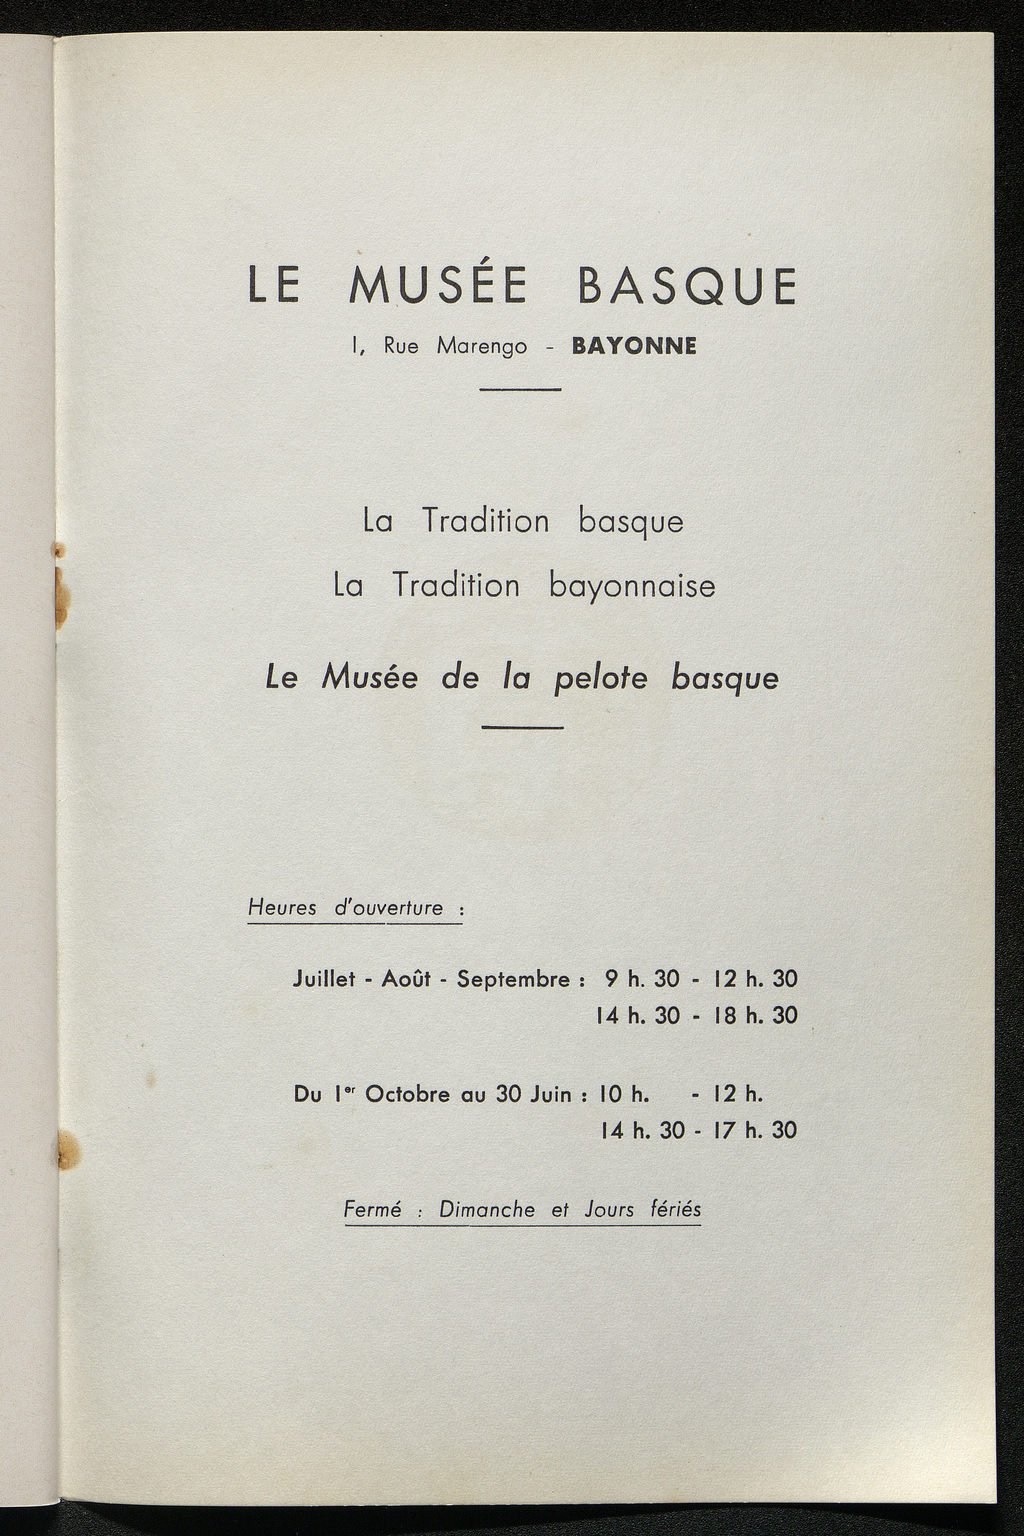 LE MUSÉE BASQUE
1, Rue Marengo - BAYONNE
La Tradition basque
La Tradition bayonnaise
Le Musée de la pelote basque
Heures d'ouverture :
Juillet - Août - Septembre : 9 h. 30 - 12 h. 30
14 h. 30 - 18 h. 30
Du 1er Octobre au 30 Juin : 10 h. - 12 h.
14 h. 30 - 17 h. 30
Fermé : Dimanche et Jours fériés